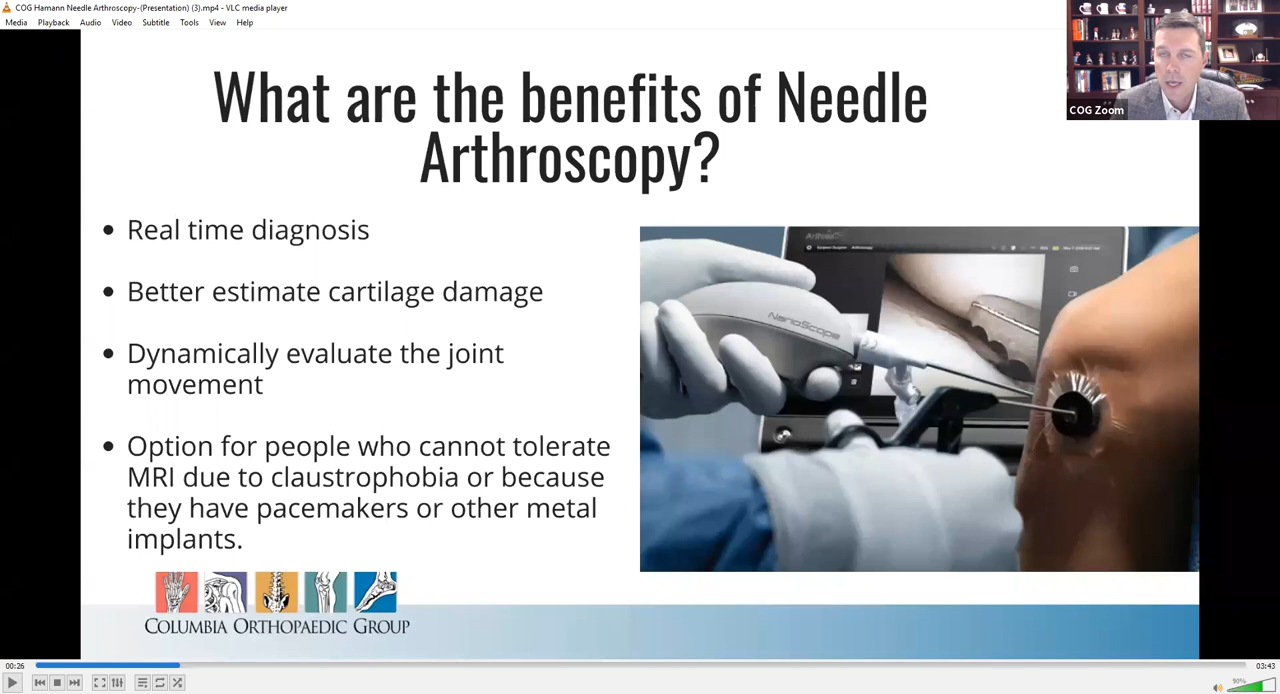 COG Hamann Needle Arthroscopy-(Presentation) (3).mp4 - VLC media player
Media Playback Audio Video Subtitle Tools View Help
COG Zoom
What are the benefits of Needle
Arthroscopy?
• Real time diagnosis
• Better estimate cartilage damage
• Dynamically evaluate the joint
movement
• Option for people who cannot tolerate
MRI due to claustrophobia or because
they have pacemakers or other metal
implants.
NanoScope
COLUMBIA ORTHOPAEDIC GROUP
00:26
03:43
90%